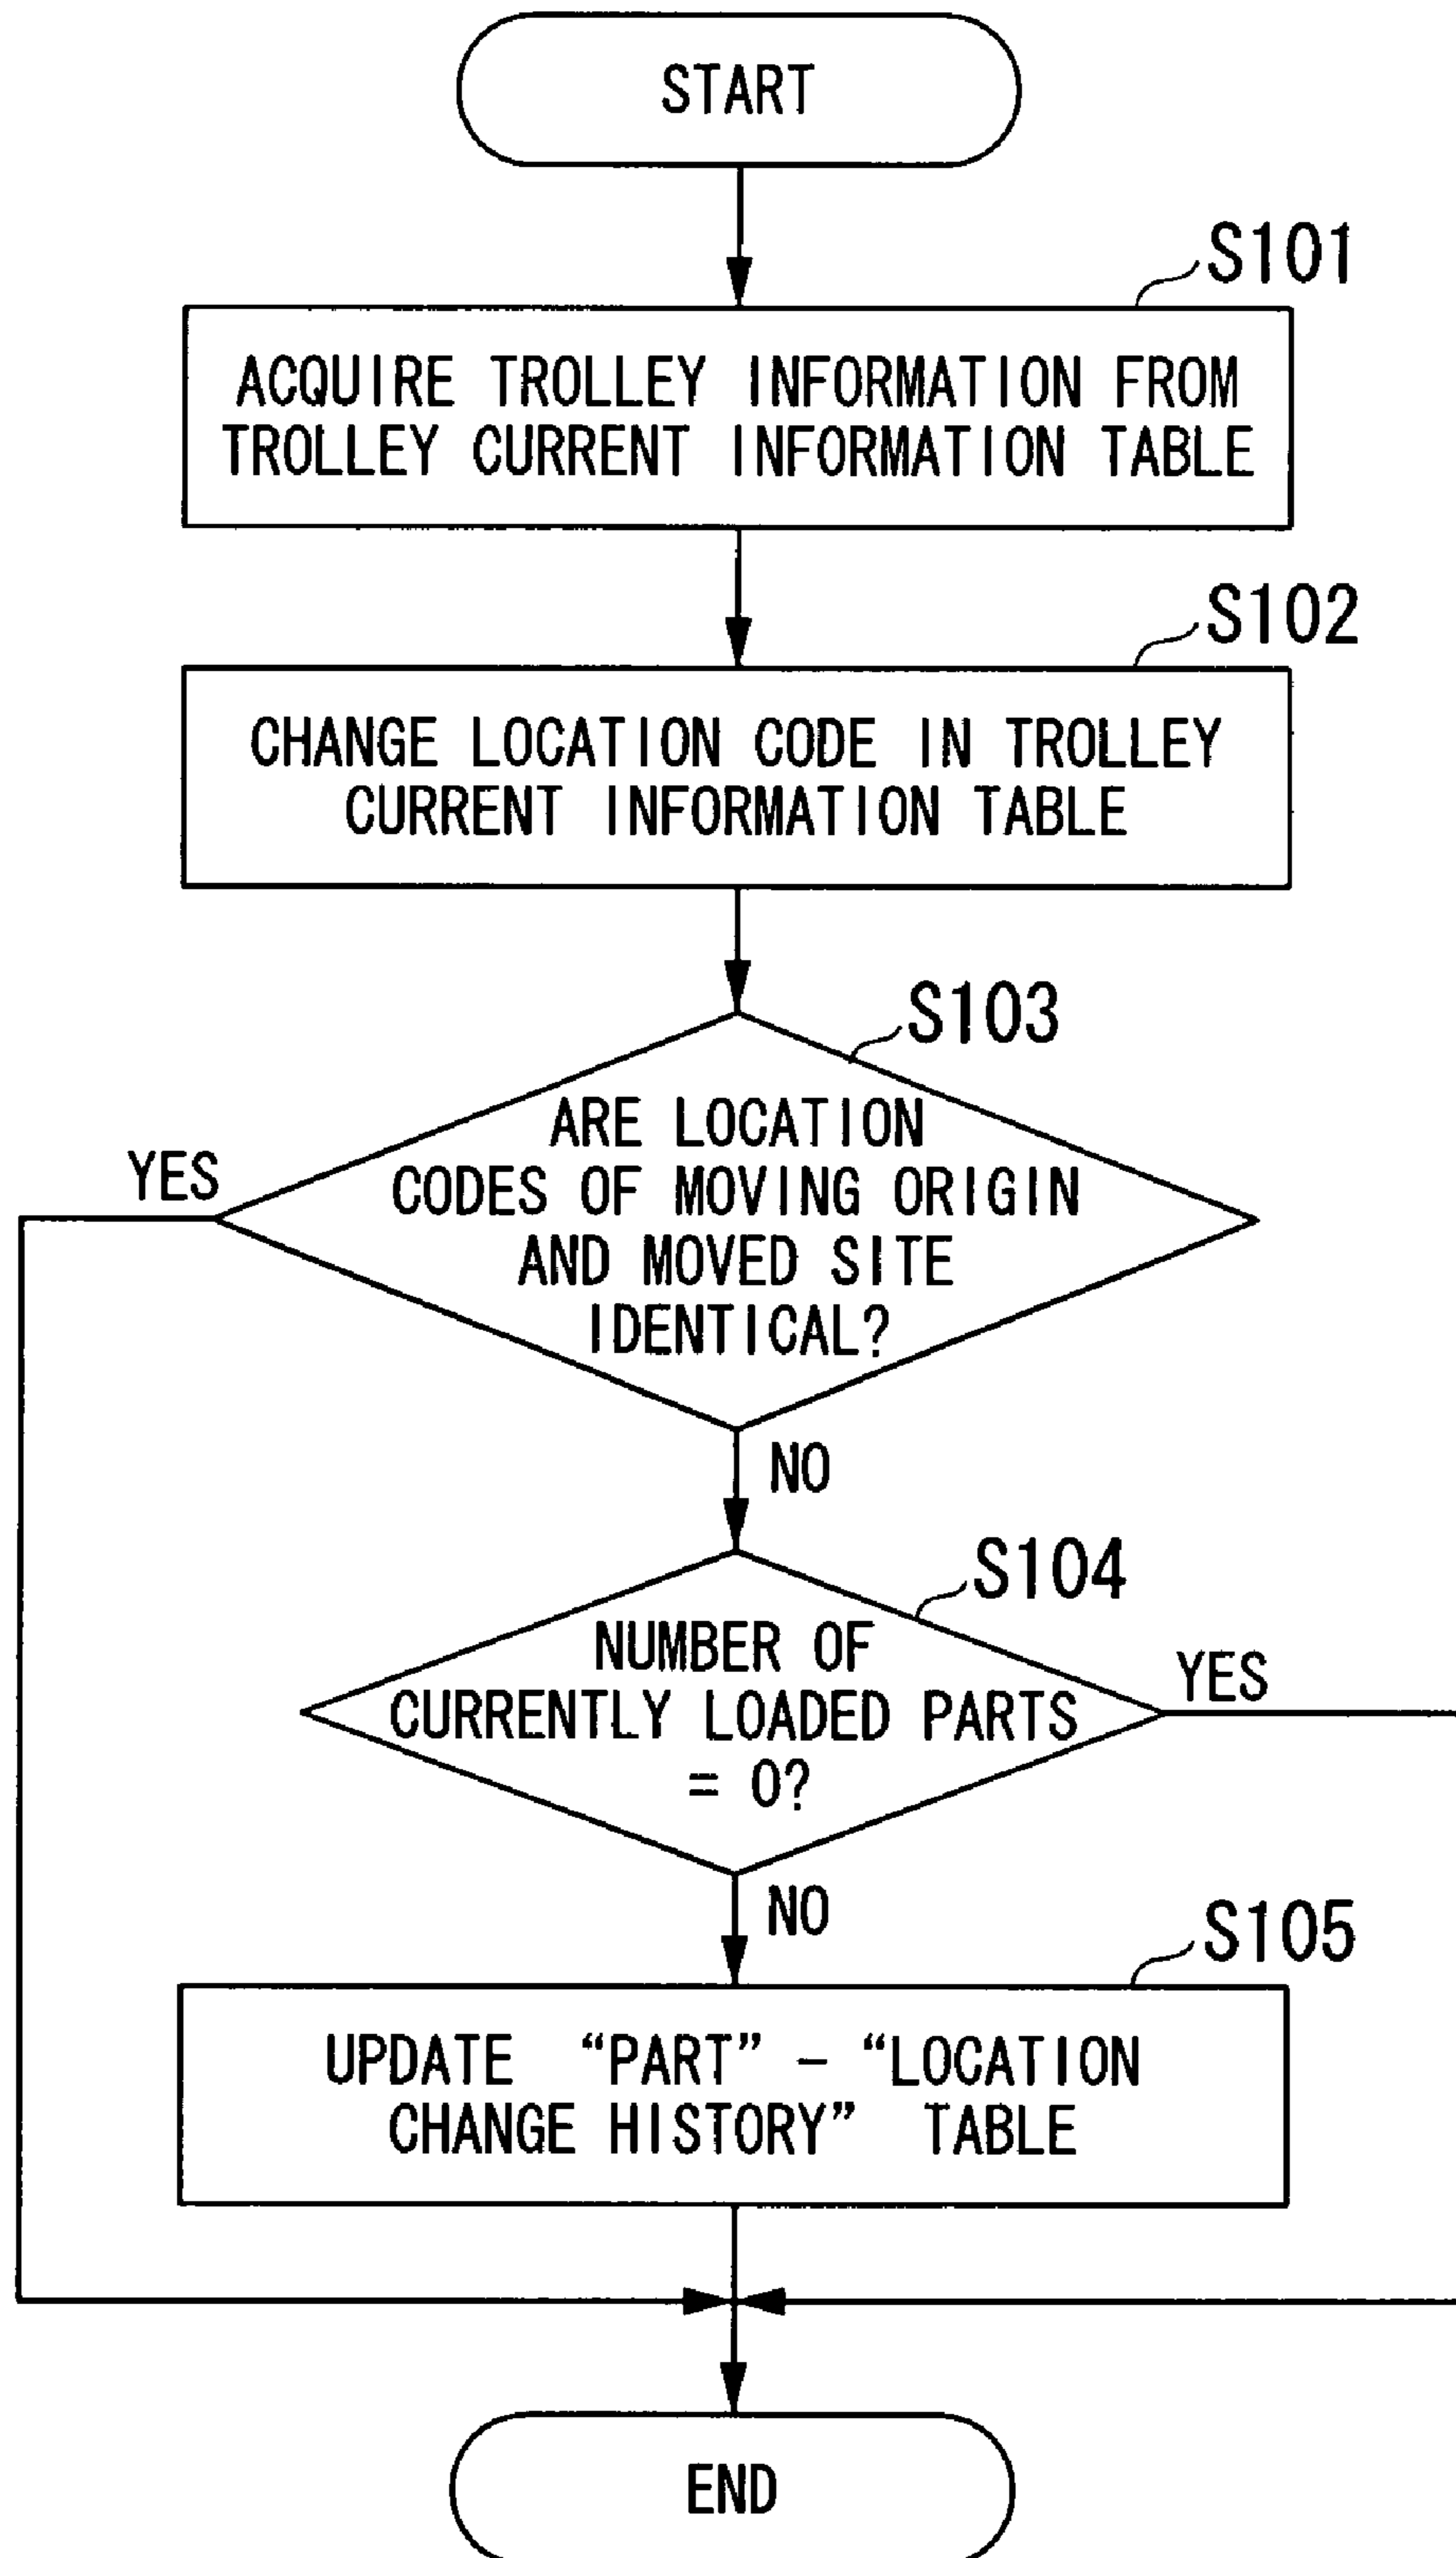 START
S101
ACQUIRE TROLLEY INFORMATION FROM
TROLLEY CURRENT INFORMATION TABLE
S102
CHANGE LOCATION CODE IN TROLLEY
CURRENT INFORMATION TABLE
S103
ARE LOCATION
CODES OF MOVING ORIGIN
AND MOVED SITE
IDENTICAL?
YES
NO
S104
NUMBER OF
CURRENTLY LOADED PARTS
= 0?
YES
NO
S105
UPDATE “PART” - “LOCATION
CHANGE HISTORY” TABLE
END